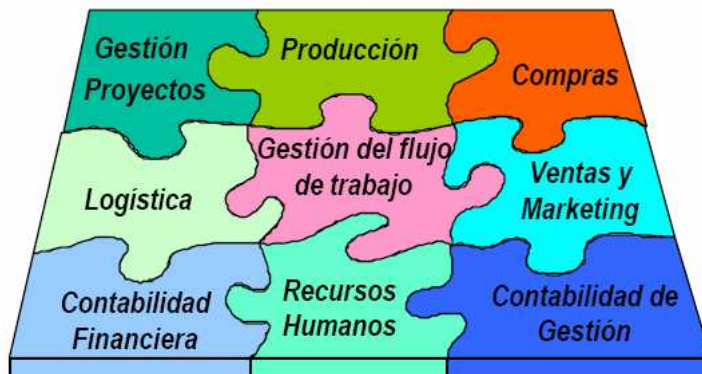 Gestión
Proyectos
Producción
Compras
Logística
Gestión del flujo
de trabajo
Ventas y
Marketing
Contabilidad
Financiera
Recursos
Humanos
Contabilidad de
Gestión